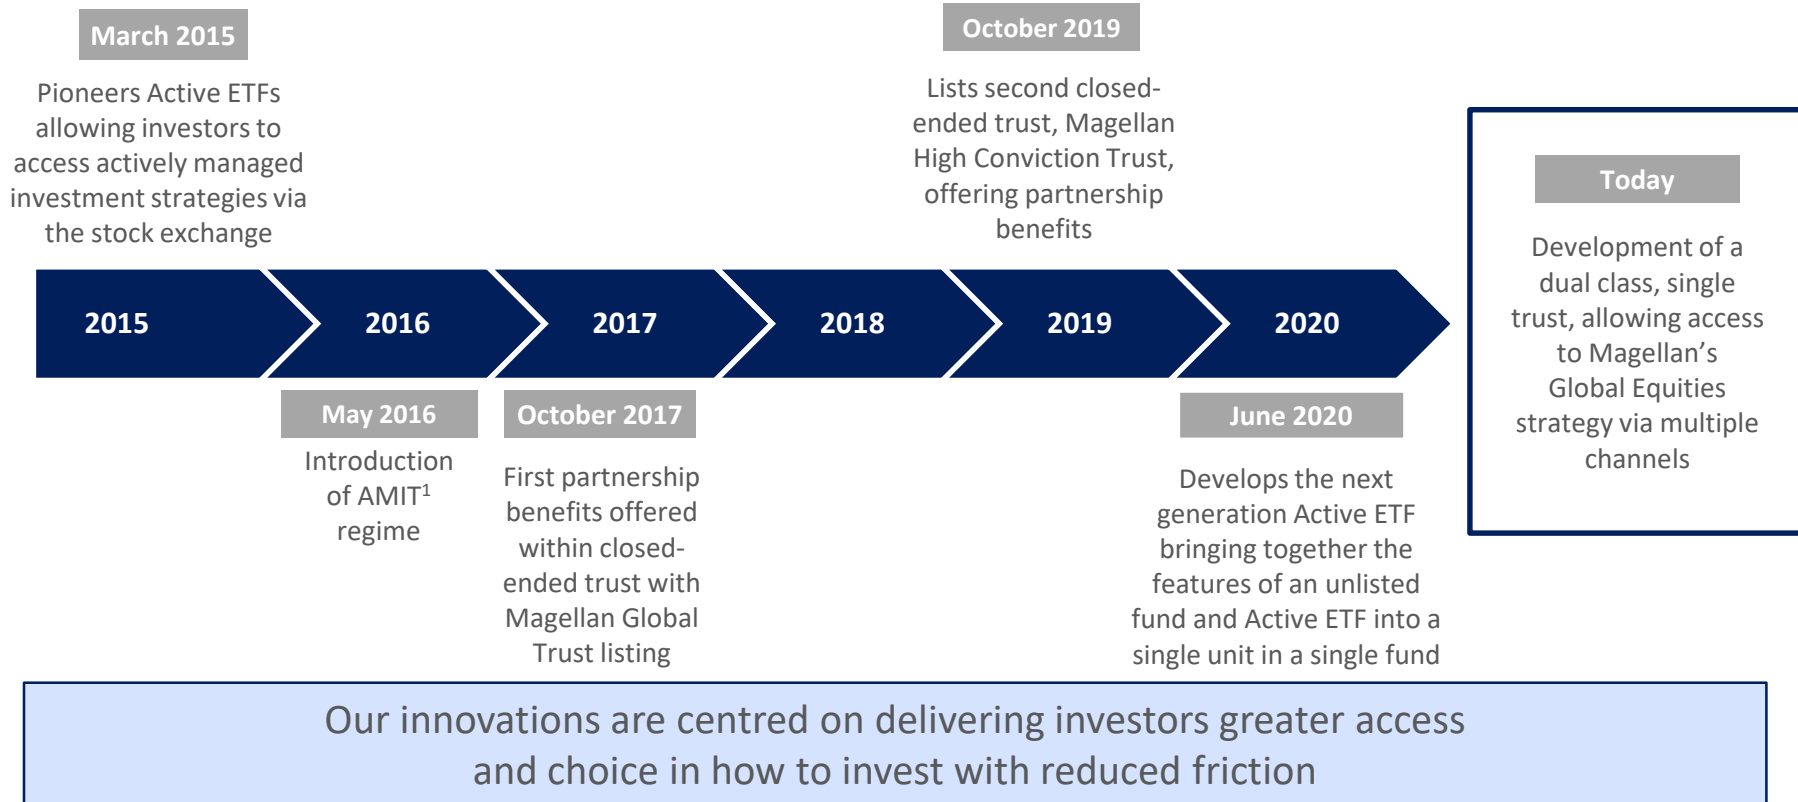 March 2015
Pioneers Active ETFs
allowing investors to
access actively managed
investment strategies via
the stock exchange
October 2019
Lists second closed-
ended trust, Magellan
High Conviction Trust,
offering partnership
benefits
2015
2016
2017
2018
2019
2020
May 2016
Introduction
of AMIT¹
regime
October 2017
First partnership
benefits offered
within closed-
ended trust with
Magellan Global
Trust listing
June 2020
Develops the next
generation Active ETF
bringing together the
features of an unlisted
fund and Active ETF into a
single unit in a single fund
Today
Development of a
dual class, single
trust, allowing access
to Magellan’s
Global Equities
strategy via multiple
channels
Our innovations are centred on delivering investors greater access
and choice in how to invest with reduced friction